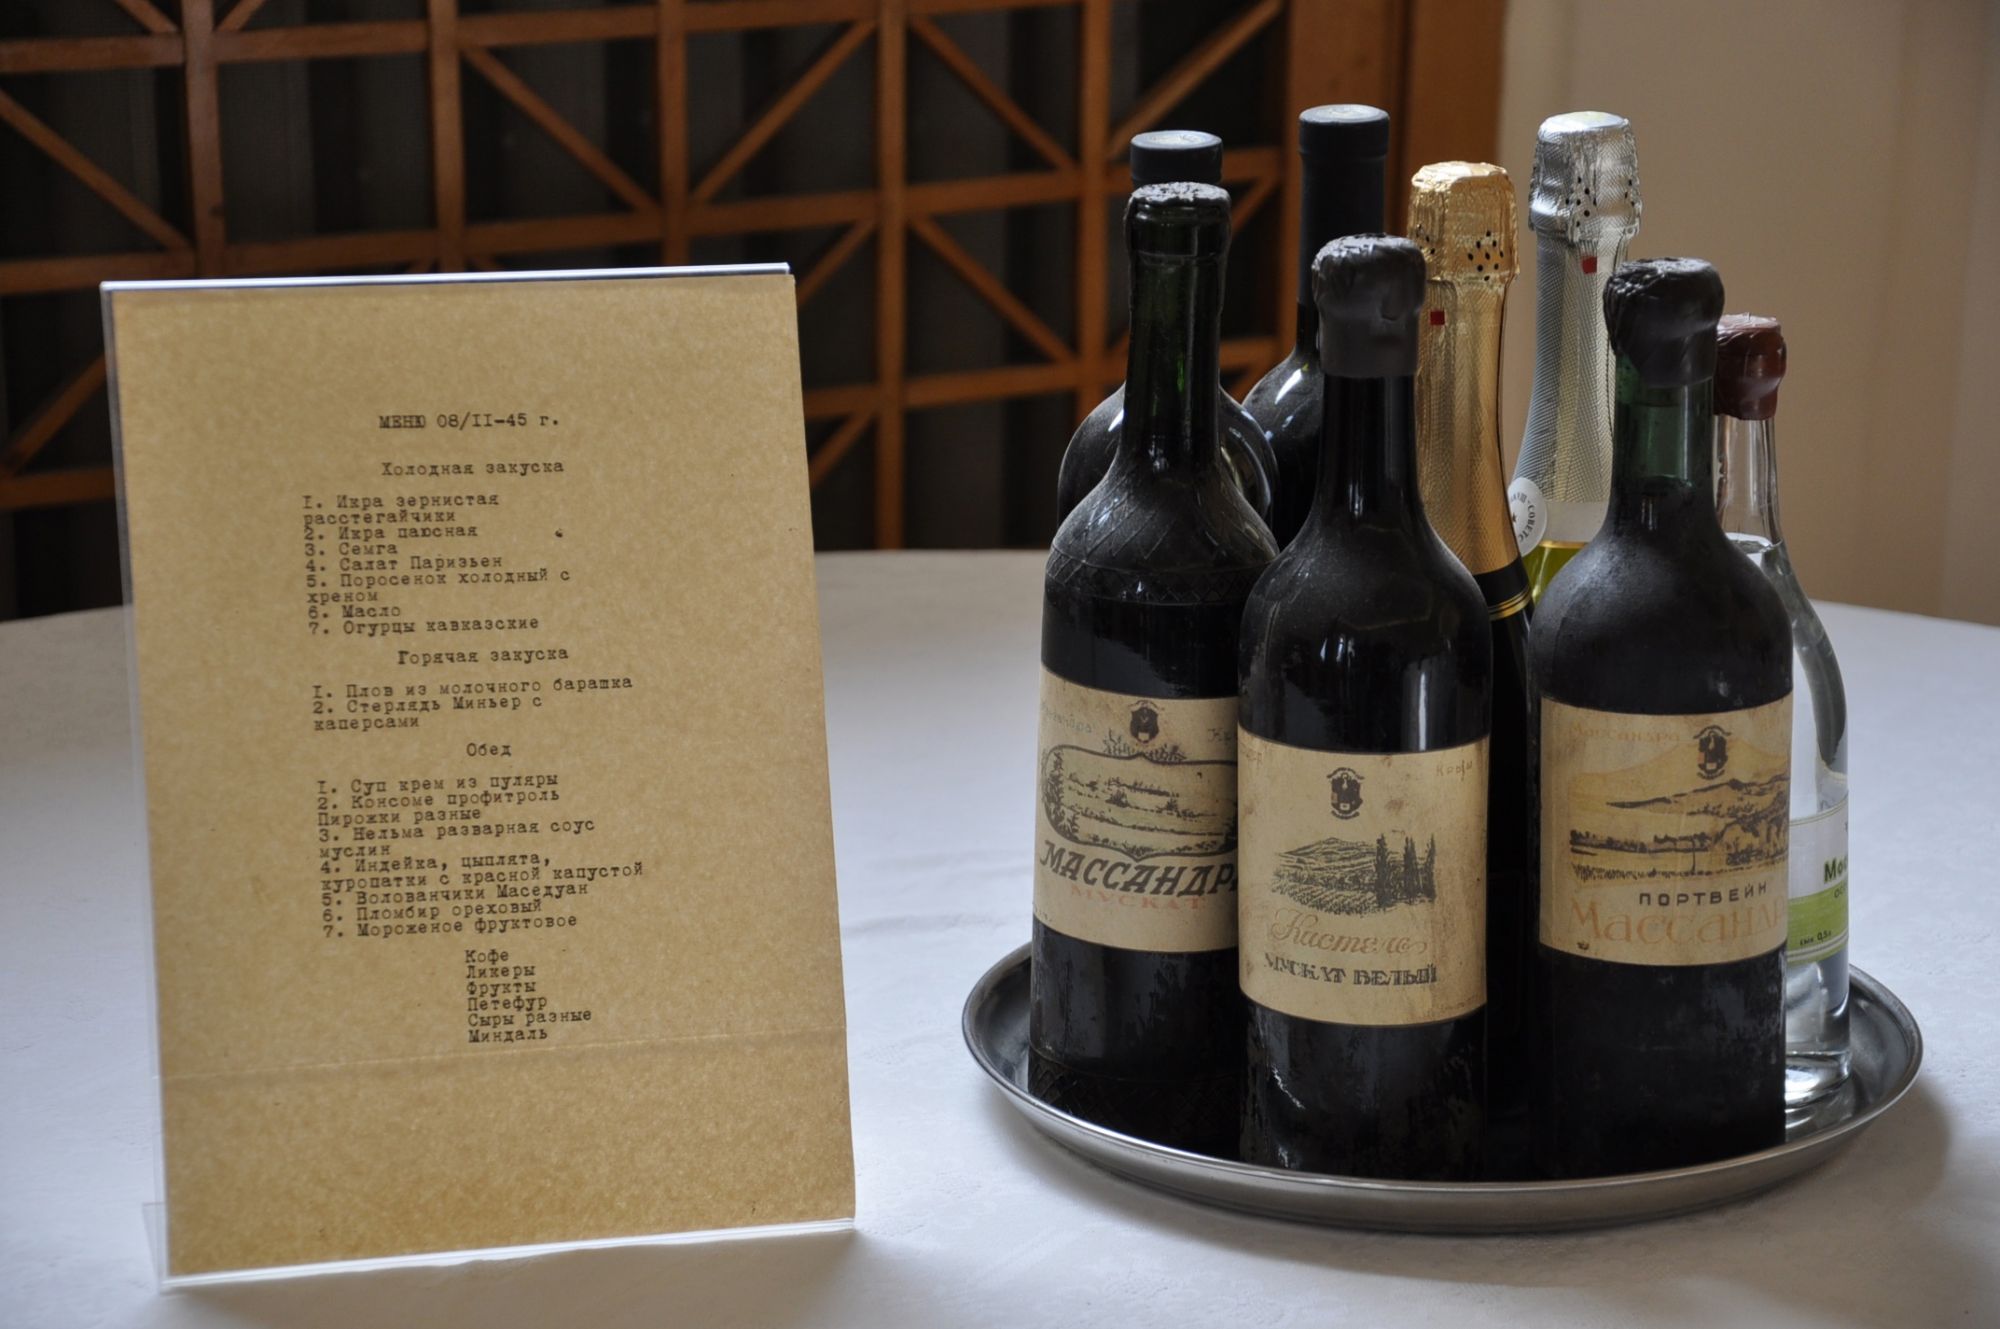 МЕНЮ 08/II-45 г.
Холодная закуска
I. Икра зернистая
расстегайчики
2. Икра паюсная
3. Семга
4. Салат Паризьен
5. Поросенок холодный с
хреном
6. Масло
7. Огурцы кавказские
Горячая закуска
I. Плов из молочного барашка
2. Стерлядь Миньер с
каперсами
Обед
I. Суп крем из пуляры
2. Консоме профитроль
Пирожки разные
3. Нельма разварная соус
муслин
4. Индейка, цыплята,
куропатки с красной капустой
5. Волованчики Маседуан
6. Пломбир ореховый
7. Мороженое фруктовое
Кофе
Ликеры
Фрукты
Петефур
Сыры разные
Миндаль
МАССАНДРА
МУСКАТ
Кастель
МУСКАТ БЕЛЫЙ
Массандра
ПОРТВЕЙН
Массандра